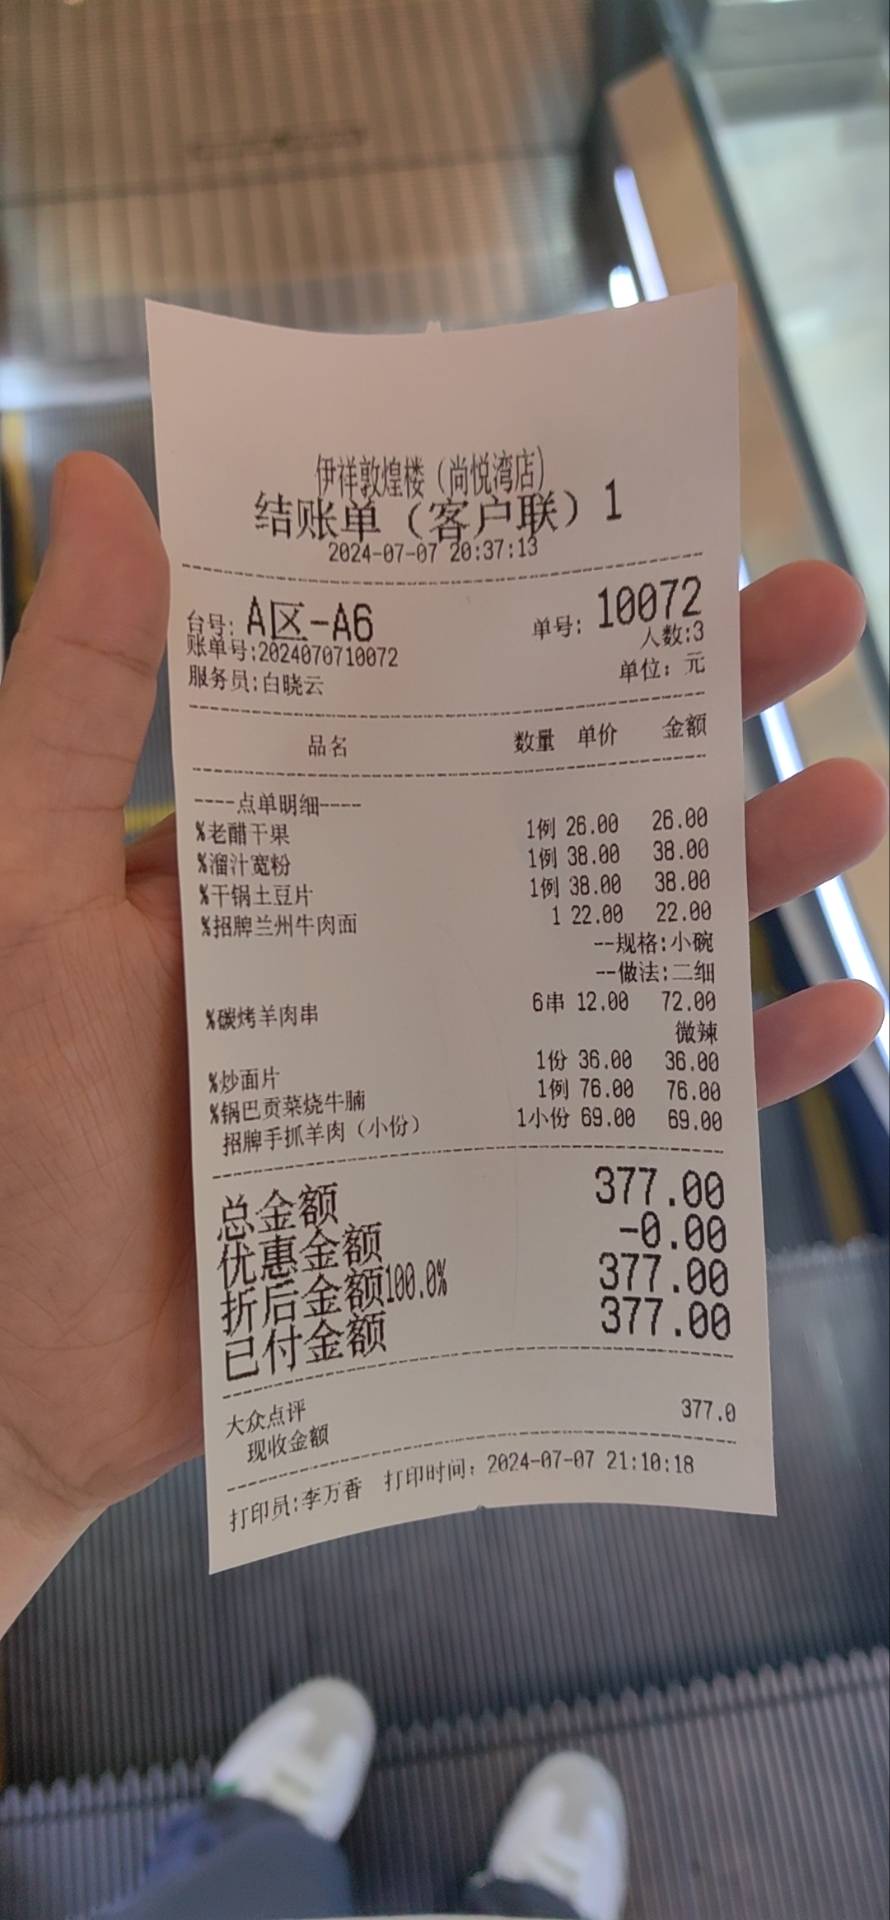 伊祥敦煌楼（尚悦湾店）
结账单（客户联）1
2024-07-07 20:37:13
台号: A区-A6 单号: 10072
账单号:2024070710072 人数:3
服务员:白晓云 单位: 元
品名 数量 单价 金额
----点单明细----
%老醋干果 1例 26.00 26.00
%溜汁宽粉 1例 38.00 38.00
%干锅土豆片 1例 38.00 38.00
%招牌兰州牛肉面 1 22.00 22.00
--规格:小碗
--做法:二细
%碳烤羊肉串 6串 12.00 72.00
微辣
%炒面片 1份 36.00 36.00
%锅巴贡菜烧牛腩 1例 76.00 76.00
招牌手抓羊肉（小份） 1小份 69.00 69.00
总金额 377.00
优惠金额 -0.00
折后金额100.0% 377.00
已付金额 377.00
大众点评 377.0
现收金额
打印员:李万香 打印时间: 2024-07-07 21:10:18